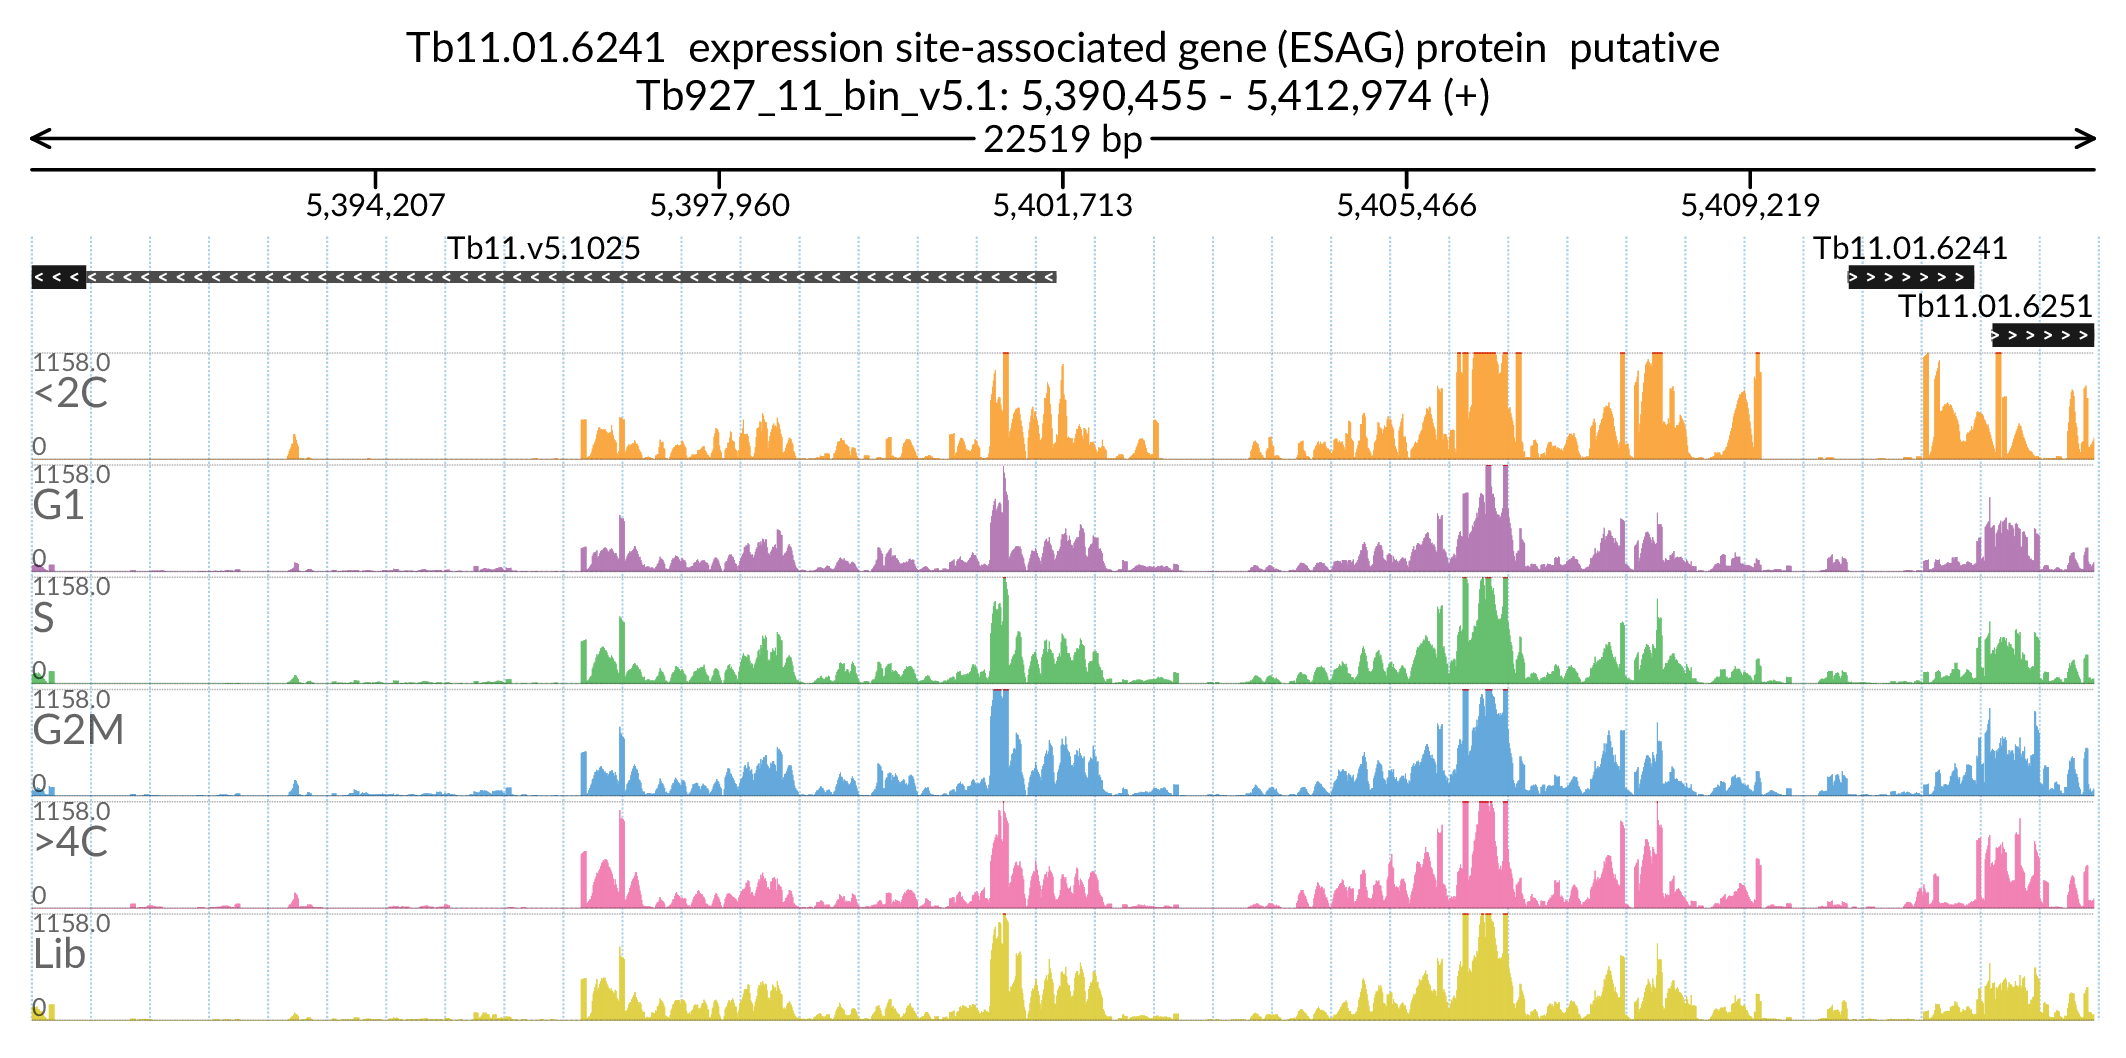 Tb11.01.6241  expression site-associated gene (ESAG) protein  putative
Tb927_11_bin_v5.1: 5,390,455 - 5,412,974 (+)
22519 bp
5,394,207 5,397,960 5,401,713 5,405,466 5,409,219
Tb11.v5.1025 Tb11.01.6241
Tb11.01.6251
1158.0
<2C
0
1158.0
G1
0
1158.0
S
0
1158.0
G2M
0
1158.0
>4C
0
1158.0
Lib
0